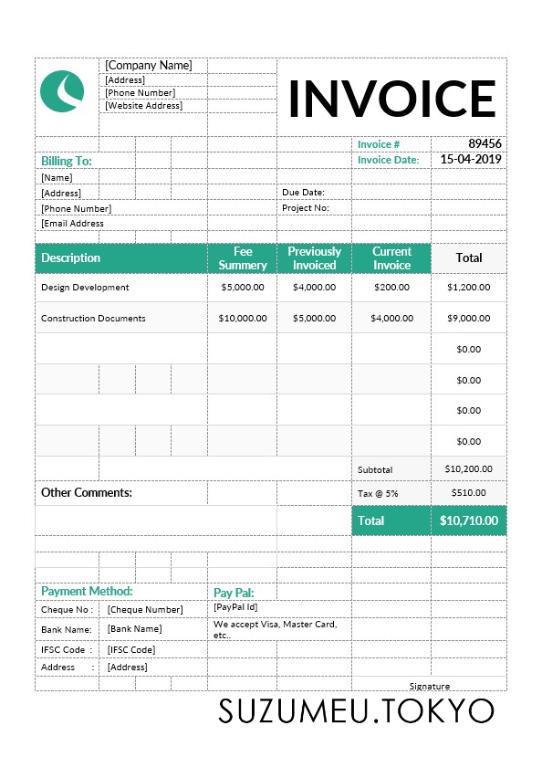 [Company Name]
[Address]
[Phone Number]
[Website Address]
INVOICE
Invoice # 89456
Billing To: Invoice Date: 15-04-2019
[Name]
[Address] Due Date:
[Phone Number] Project No:
[Email Address
Description Fee Summery Previously Invoiced Current Invoice Total
Design Development $5,000.00 $4,000.00 $200.00 $1,200.00
Construction Documents $10,000.00 $5,000.00 $4,000.00 $9,000.00
$0.00
$0.00
$0.00
$0.00
Subtotal $10,200.00
Other Comments: Tax @ 5% $510.00
Total $10,710.00
Payment Method: Pay Pal:
Cheque No : [Cheque Number] [PayPal Id]
Bank Name: [Bank Name] We accept Visa, Master Card, etc..
IFSC Code : [IFSC Code]
Address : [Address]
Signature
SUZUMEU.TOKYO